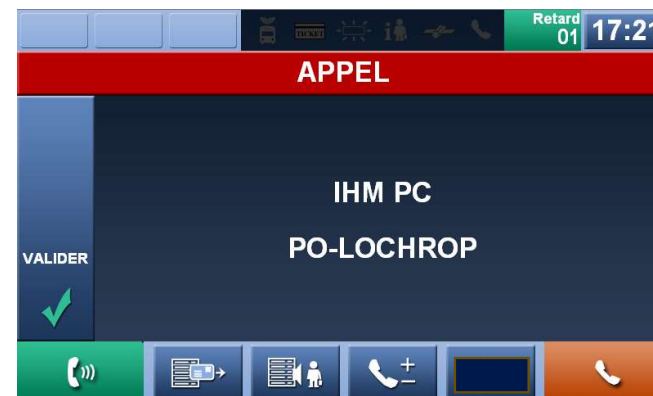 TICKET
Retard
01
17:21
APPEL
IHM PC
PO-LOCHROP
VALIDER